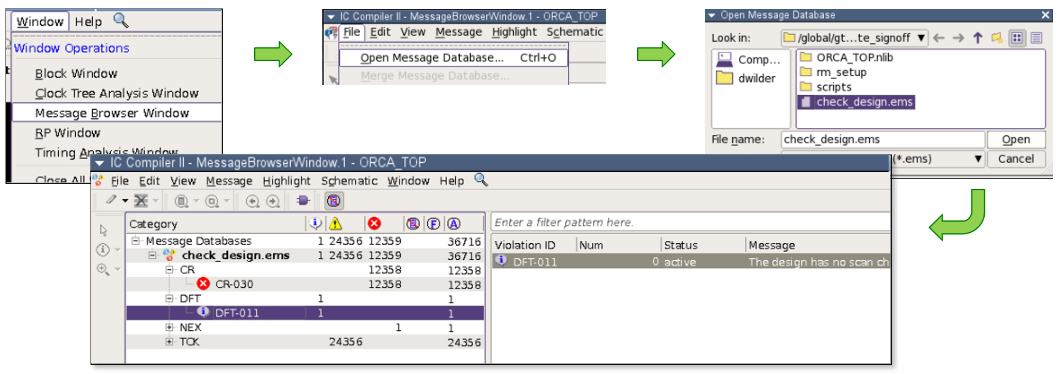 Window Help
Window Operations
Block Window
Clock Tree Analysis Window
Message Browser Window
RP Window
Timing Analysis Window
Close All
IC Compiler II - MessageBrowserWindow.1 - ORCA_TOP
File Edit View Message Highlight Schematic
Open Message Database... Ctrl+O
Merge Message Database...
Open Message Database
Look in: /global/gt...te_signoff
Comp...
dwilder
ORCA_TOP.nlib
rm_setup
scripts
check_design.ems
File name: check_design.ems Open
(*.ems) Cancel
IC Compiler II - MessageBrowserWindow.1 - ORCA_TOP
File Edit View Message Highlight Schematic Window Help
Category F A
Message Databases 1 24356 12359 36716
check_design.ems 1 24356 12359 36716
CR 12358 12358
CR-030 12358 12358
DFT 1 1
DFT-011 1 1
NEX 1 1
TCK 24356 24356
Enter a filter pattern here.
Violation ID Num Status Message
DFT-011 0 active The design has no scan ch